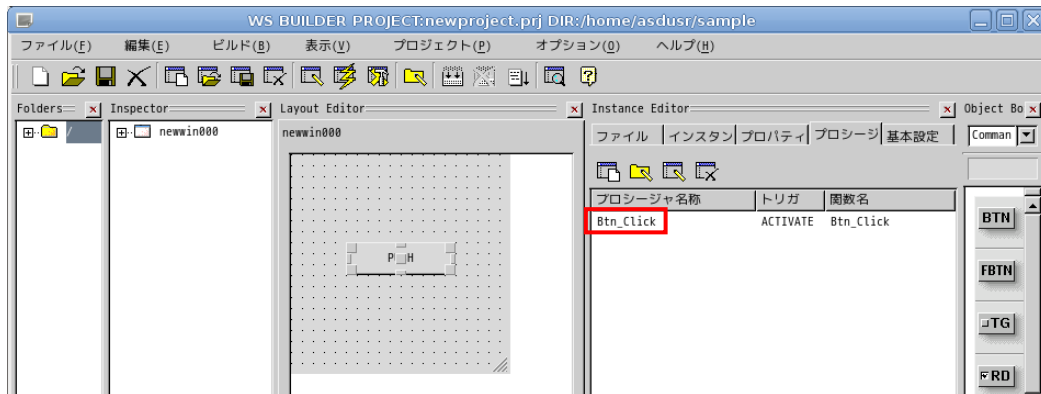 WS BUILDER PROJECT:newproject.prj DIR:/home/asdusr/sample
ファイル(F) 編集(E) ビルド(B) 表示(V) プロジェクト(P) オプション(O) ヘルプ(H)
Folders Inspector Layout Editor Instance Editor Object Bo
/ newwin000 newwin000 ファイル インスタン プロパティ プロシージ 基本設定 Comman
プロシージャ名称 トリガ 関数名
Btn_Click ACTIVATE Btn_Click
BTN
P H
FBTN
TG
RD